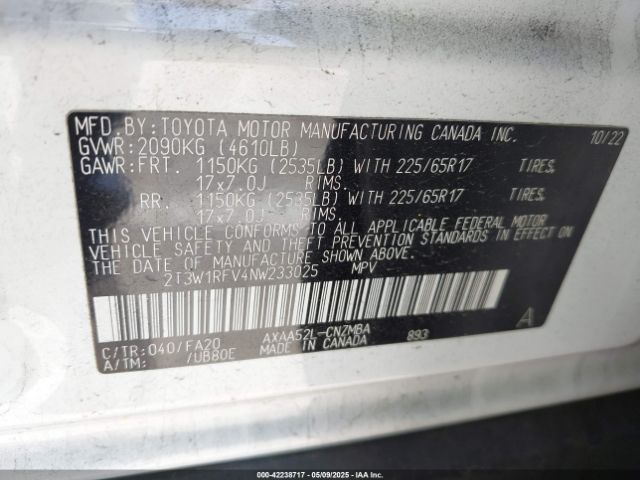 MFD.BY:TOYOTA MOTOR MANUFACTURING CANADA INC. 10/22
GVWR:2090KG (4610LB)
GAWR:FRT. 1150KG (2535LB) WITH 225/65R17 TIRES,
17x7.0J RIMS.
RR. 1150KG (2535LB) WITH 225/65R17 TIRES,
17x7.0J RIMS.
THIS VEHICLE CONFORMS TO ALL APPLICABLE FEDERAL MOTOR
VEHICLE SAFETY AND THEFT PREVENTION STANDARDS IN EFFECT ON
THE DATE OF MANUFACTURE SHOWN ABOVE.
2T3W1RFV4NW233025 MPV
C/TR:040/FA20 AXAA52L-CNZMBA 893 A
A/TM: /UB80E MADE IN CANADA
000-42238717 - 05/09/2025 - IAAI.COM